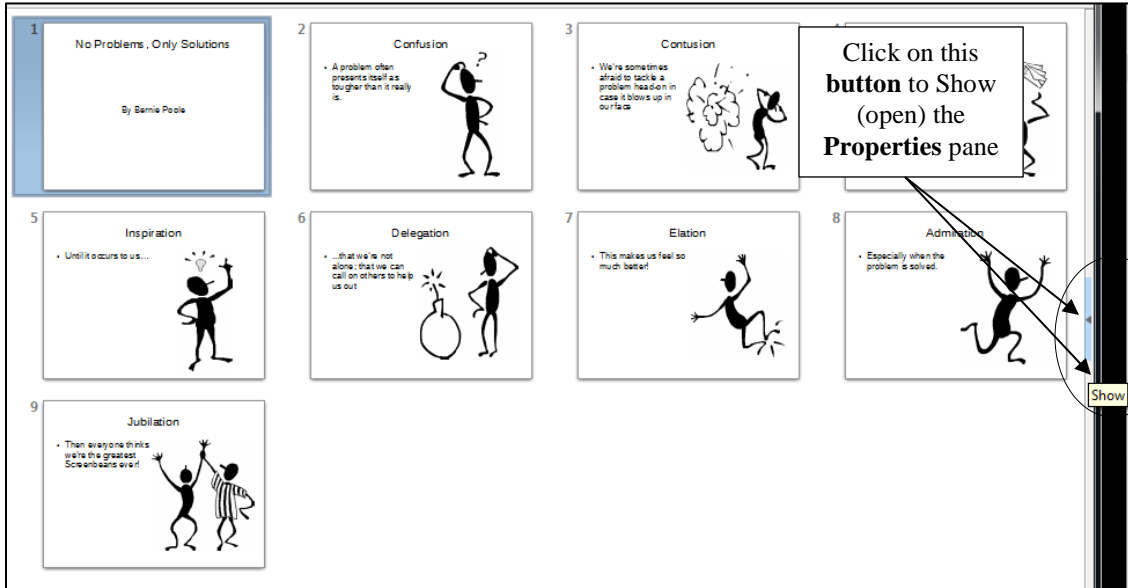 1
No Problems, Only Solutions
By Bernie Poole
2
Confusion
?
• A problem often
presents itself as
tougher than it really
is.
3
Contusion
• We're sometimes
afraid to tackle a
problem head-on in
case it blows up in
our face
Click on this
button to Show
(open) the
Properties pane
5
Inspiration
• Until it occurs to us...
6
Delegation
• ...that we're not
alone; that we can
call on others to help
us out
7
Elation
• This makes us feel so
much better!
8
Admiration
• Especially when the
problem is solved.
Show
9
Jubilation
• Then everyone thinks
we're the greatest
Screenbeans ever!